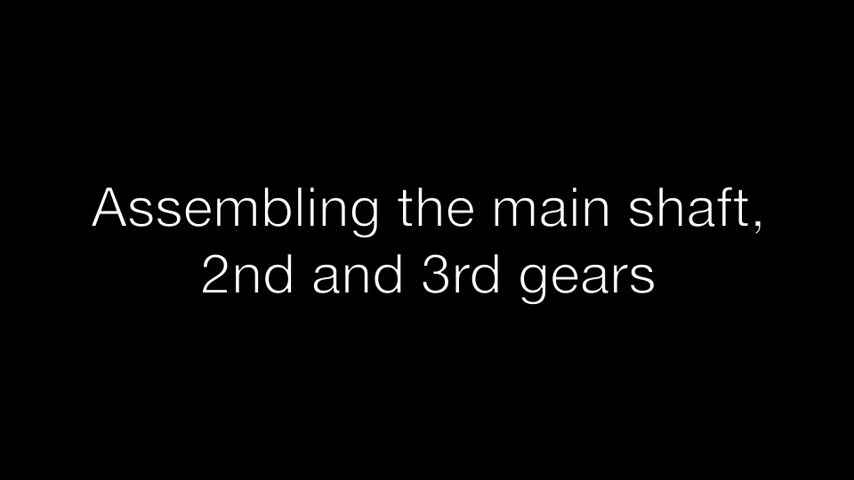 Assembling the main shaft,
2nd and 3rd gears